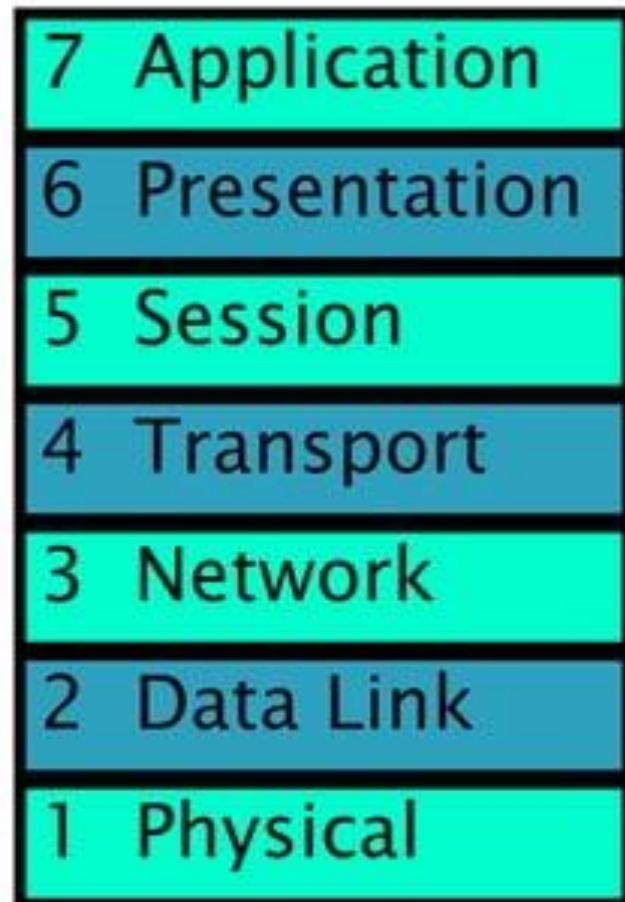 7 Application
6 Presentation
5 Session
4 Transport
3 Network
2 Data Link
1 Physical